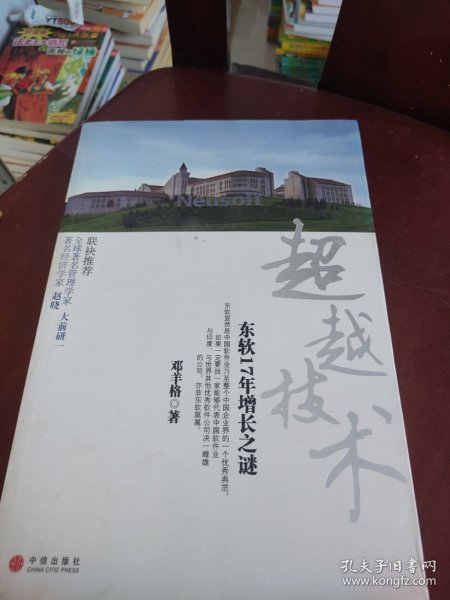 超越技术
东软17年增长之谜
东软显然是中国软件业乃至整个中国企业界的一个优秀典范，
如果一定要找一家能够代表中国软件业
与印度、与世界其他优秀软件公司决一雌雄
的公司，亦非东软莫属。
邓羊格◎著
联袂推荐
全球著名管理学家 大前研一
著名经济学家 赵晓
Neusoft
中信出版社
CHINA CITIC PRESS
孔夫子旧书网
www.kongfz.com